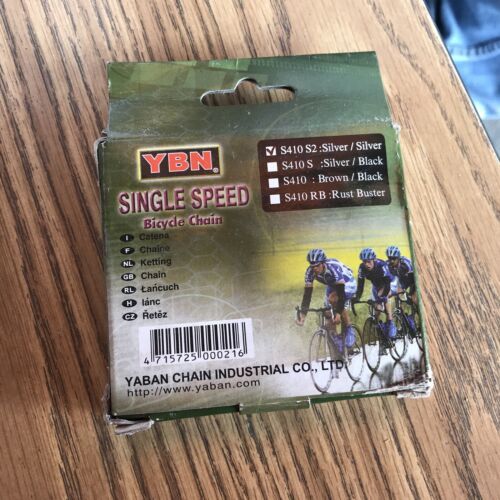 S410 S2 :Silver / Silver
S410 S :Silver / Black
S410 : Brown / Black
S410 RB : Rust Buster
YBN®
SINGLE SPEED
Bicycle Chain
I Catena
F Chaîne
NL Ketting
GB Chain
RL Łańcuch
H lánc
CZ Řetěz
4 715725 000216
YABAN CHAIN INDUSTRIAL CO., LTD
http://www.yaban.com